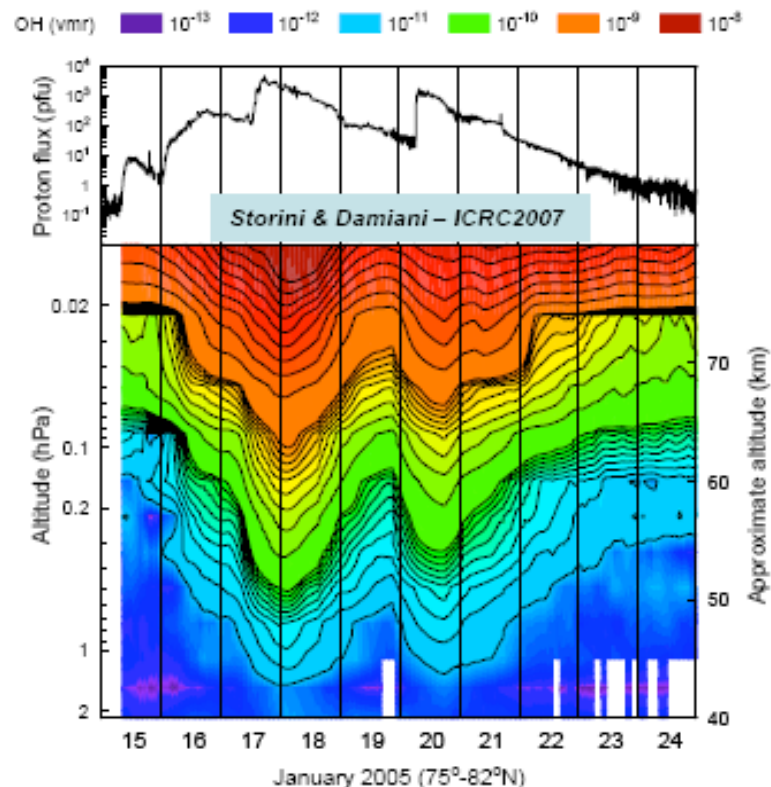 OH (vmr) 10⁻¹³ 10⁻¹² 10⁻¹¹ 10⁻¹⁰ 10⁻⁹ 10⁻⁸
Proton flux (pfu)
10⁴
10³
10²
10¹
1
10⁻¹
Storini & Damiani – ICRC2007
Altitude (hPa)
0.02
0.1
0.2
1
2
70
60
50
40
Approximate altitude (km)
15 16 17 18 19 20 21 22 23 24
January 2005 (75°-82°N)